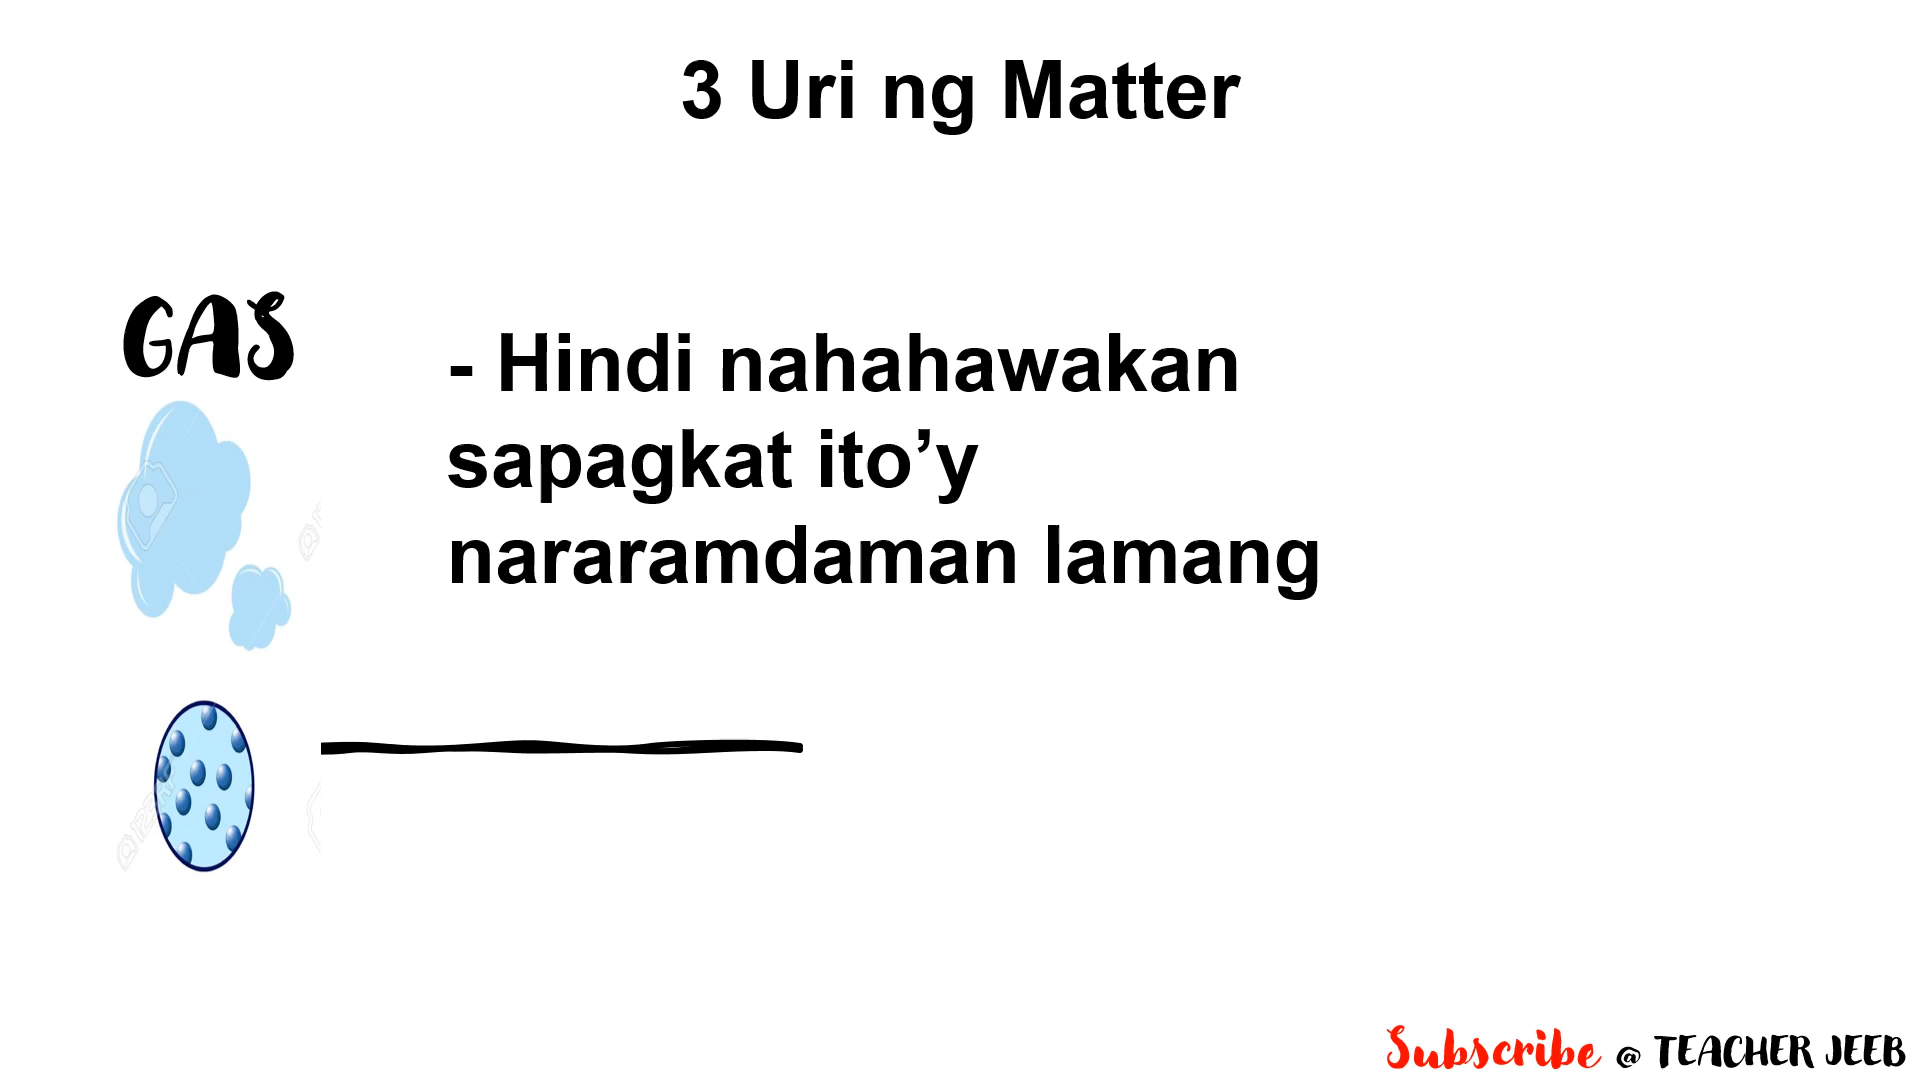 3 Uri ng Matter
GAS
- Hindi nahahawakan
sapagkat ito’y
nararamdaman lamang
Subscribe @ TEACHER JEEB